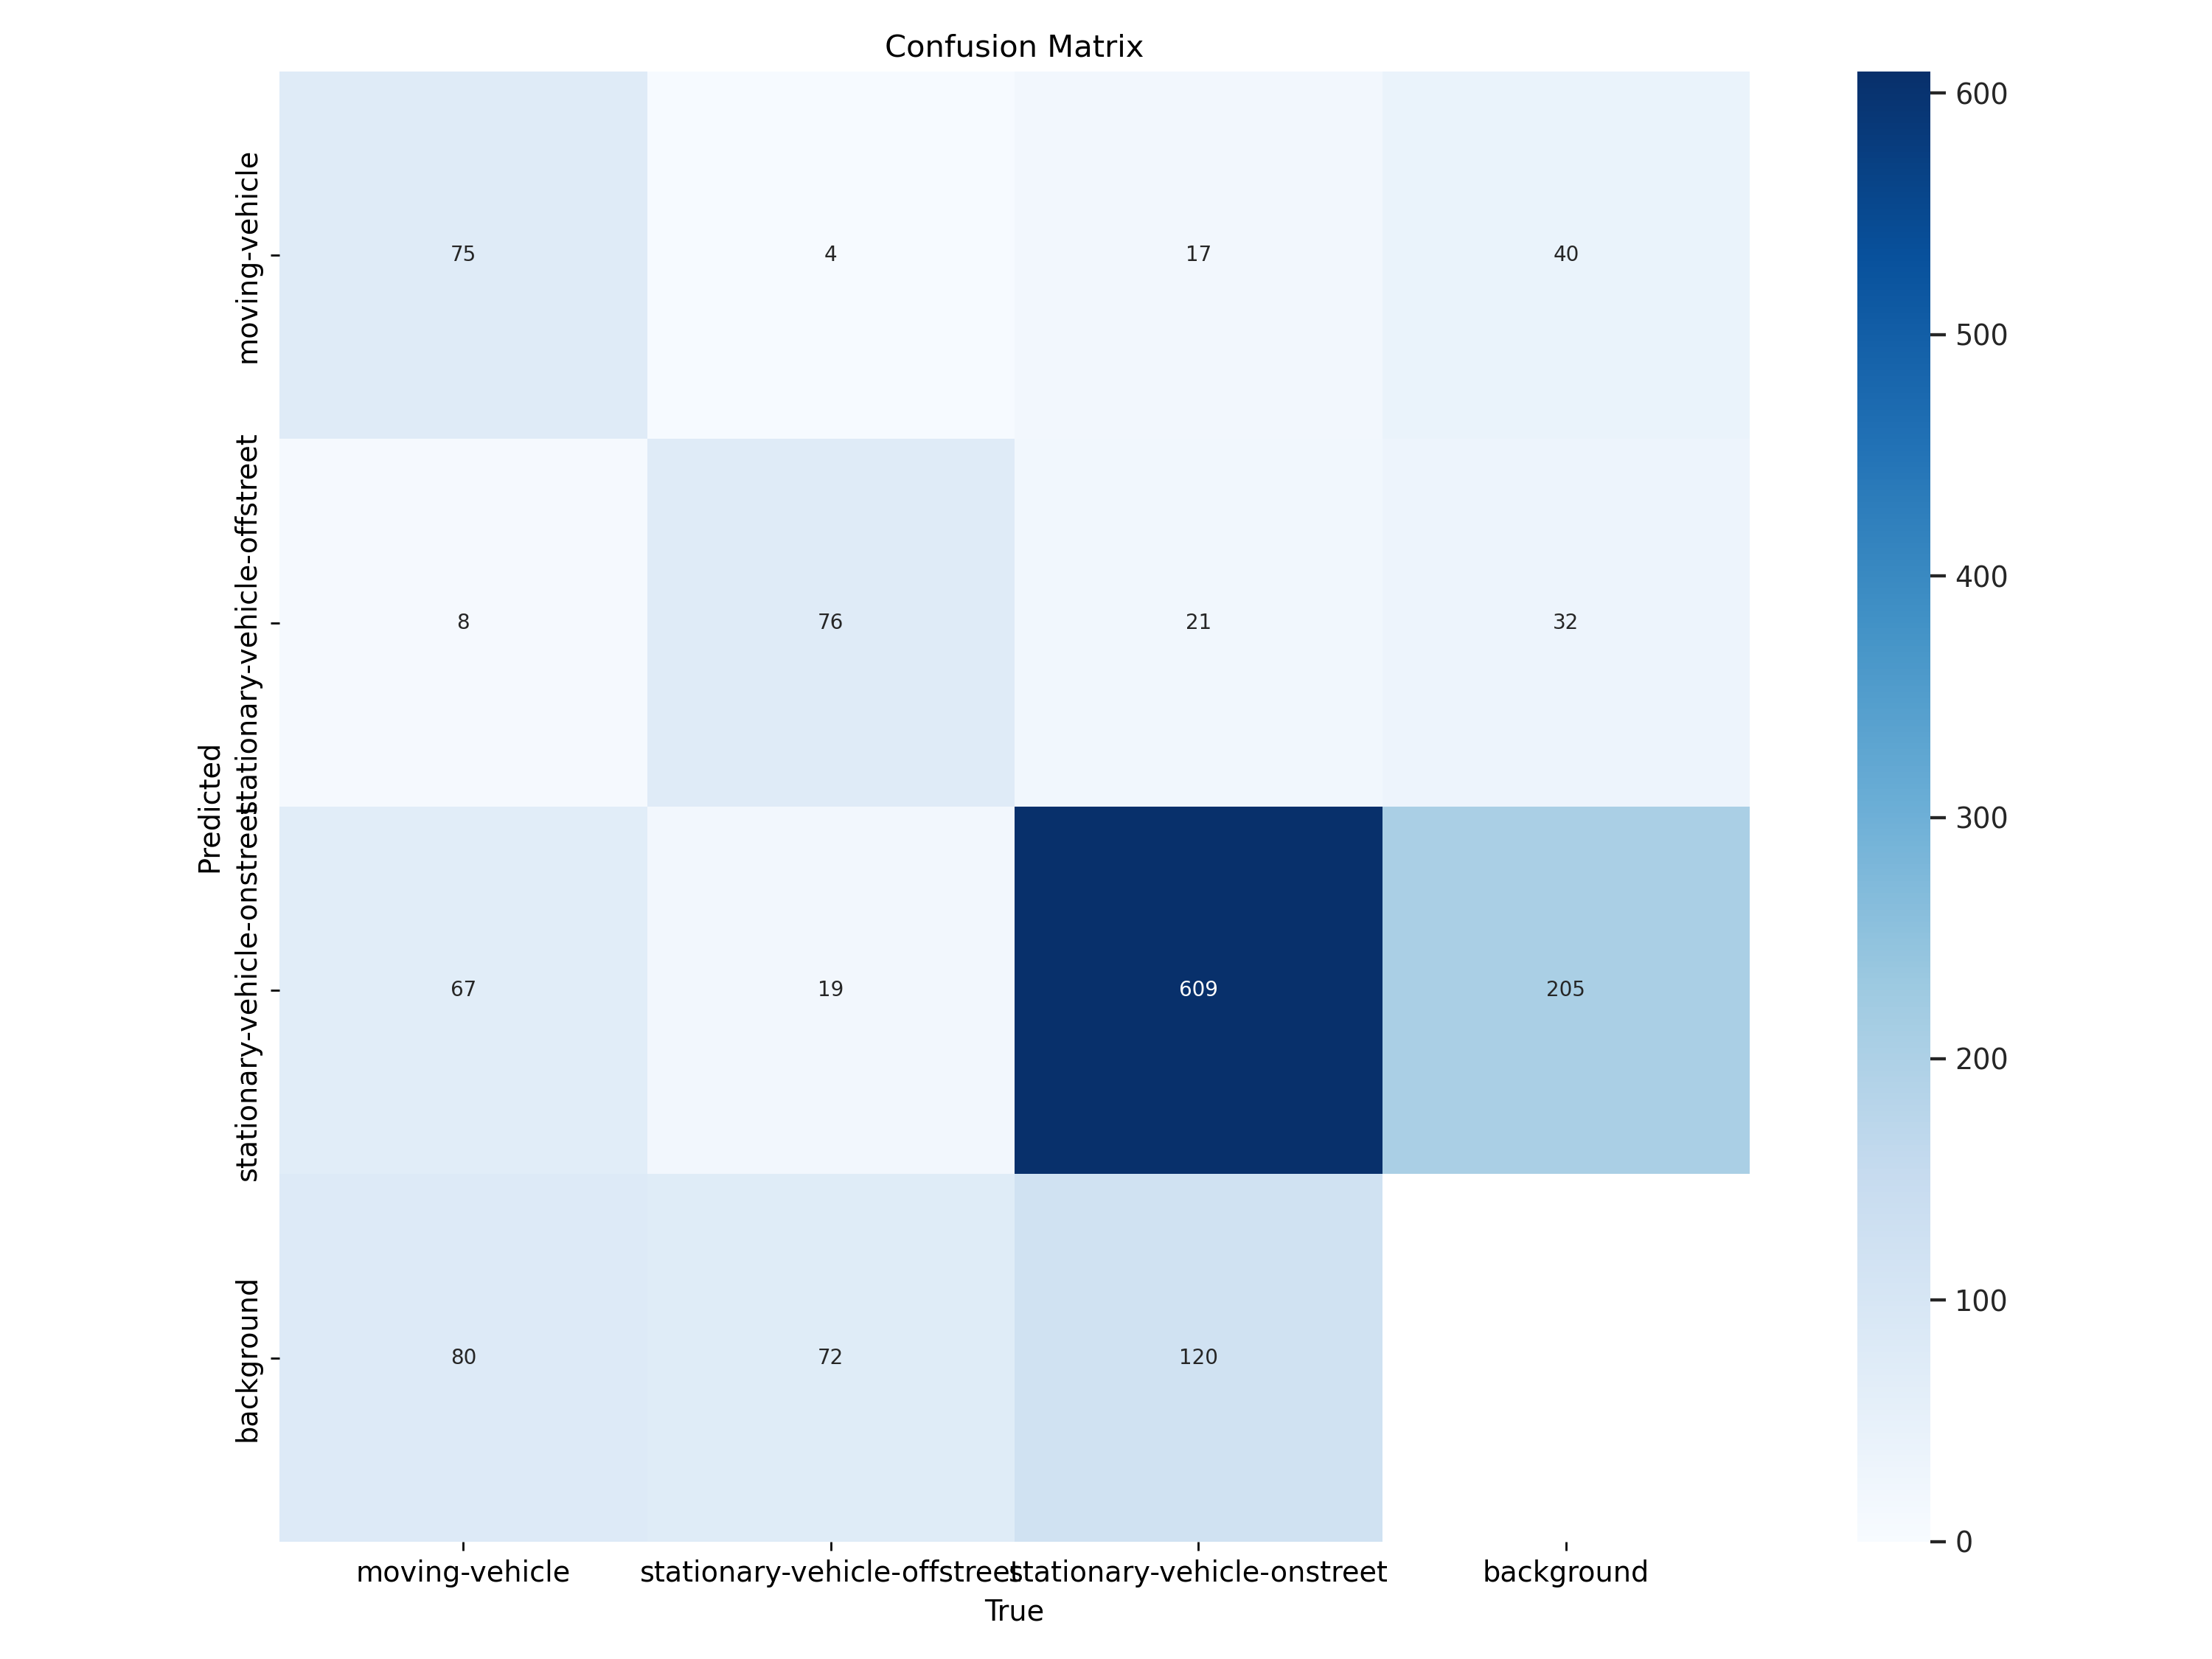 Confusion Matrix
moving-vehicle
75
4
17
40
stationary-vehicle-offstreet
8
76
21
32
stationary-vehicle-onstreet
67
19
609
205
background
80
72
120
Predicted
moving-vehicle
stationary-vehicle-offstreet
stationary-vehicle-onstreet
background
True
600
500
400
300
200
100
0